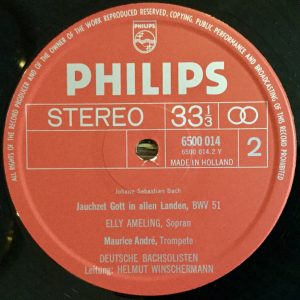 ALL RIGHTS OF THE RECORD PRODUCER AND OF THE OWNER OF THE WORK REPRODUCED RESERVED. COPYING, PUBLIC PERFORMANCE AND BROADCASTING OF THIS RECORD PROHIBITED
PHILIPS
STEREO
33 1/3
6500 014
6500 014.2 Y
MADE IN HOLLAND
2
Johann Sebastian Bach
Jauchzet Gott in allen Landen, BWV 51
ELLY AMELING, Sopran
Maurice André, Trompete
DEUTSCHE BACHSOLISTEN
Leitung: HELMUT WINSCHERMANN